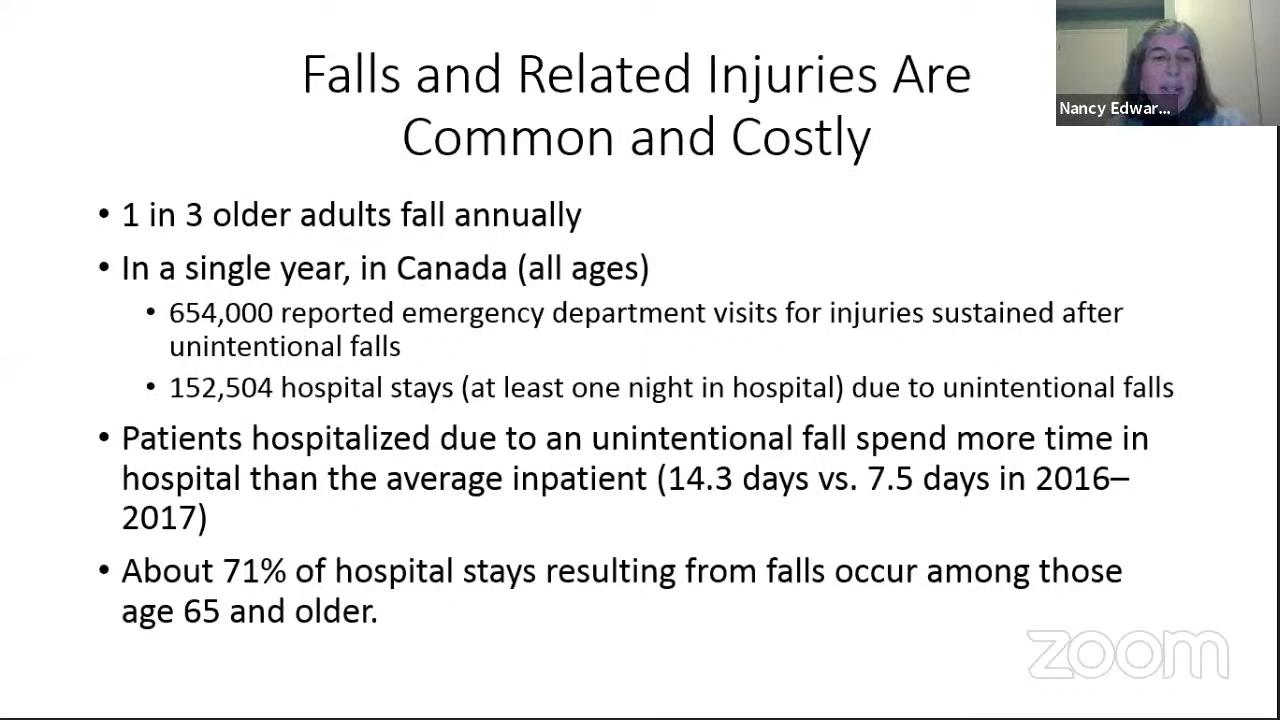 Falls and Related Injuries Are
Common and Costly
Nancy Edwar...
• 1 in 3 older adults fall annually
• In a single year, in Canada (all ages)
• 654,000 reported emergency department visits for injuries sustained after
unintentional falls
• 152,504 hospital stays (at least one night in hospital) due to unintentional falls
• Patients hospitalized due to an unintentional fall spend more time in
hospital than the average inpatient (14.3 days vs. 7.5 days in 2016–
2017)
• About 71% of hospital stays resulting from falls occur among those
age 65 and older.
zoom